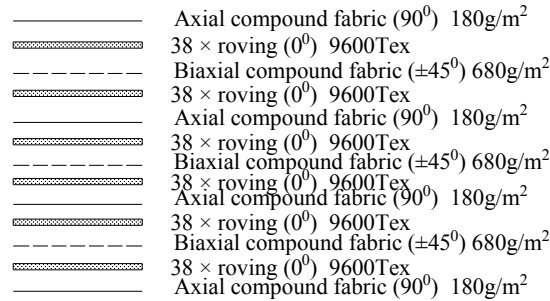 Axial compound fabric (90⁰) 180g/m²
38 × roving (0⁰) 9600Tex
Biaxial compound fabric (±45⁰) 680g/m²
38 × roving (0⁰) 9600Tex
Axial compound fabric (90⁰) 180g/m²
38 × roving (0⁰) 9600Tex
Biaxial compound fabric (±45⁰) 680g/m²
38 × roving (0⁰) 9600Tex
Axial compound fabric (90⁰) 180g/m²
38 × roving (0⁰) 9600Tex
Biaxial compound fabric (±45⁰) 680g/m²
38 × roving (0⁰) 9600Tex
Axial compound fabric (90⁰) 180g/m²